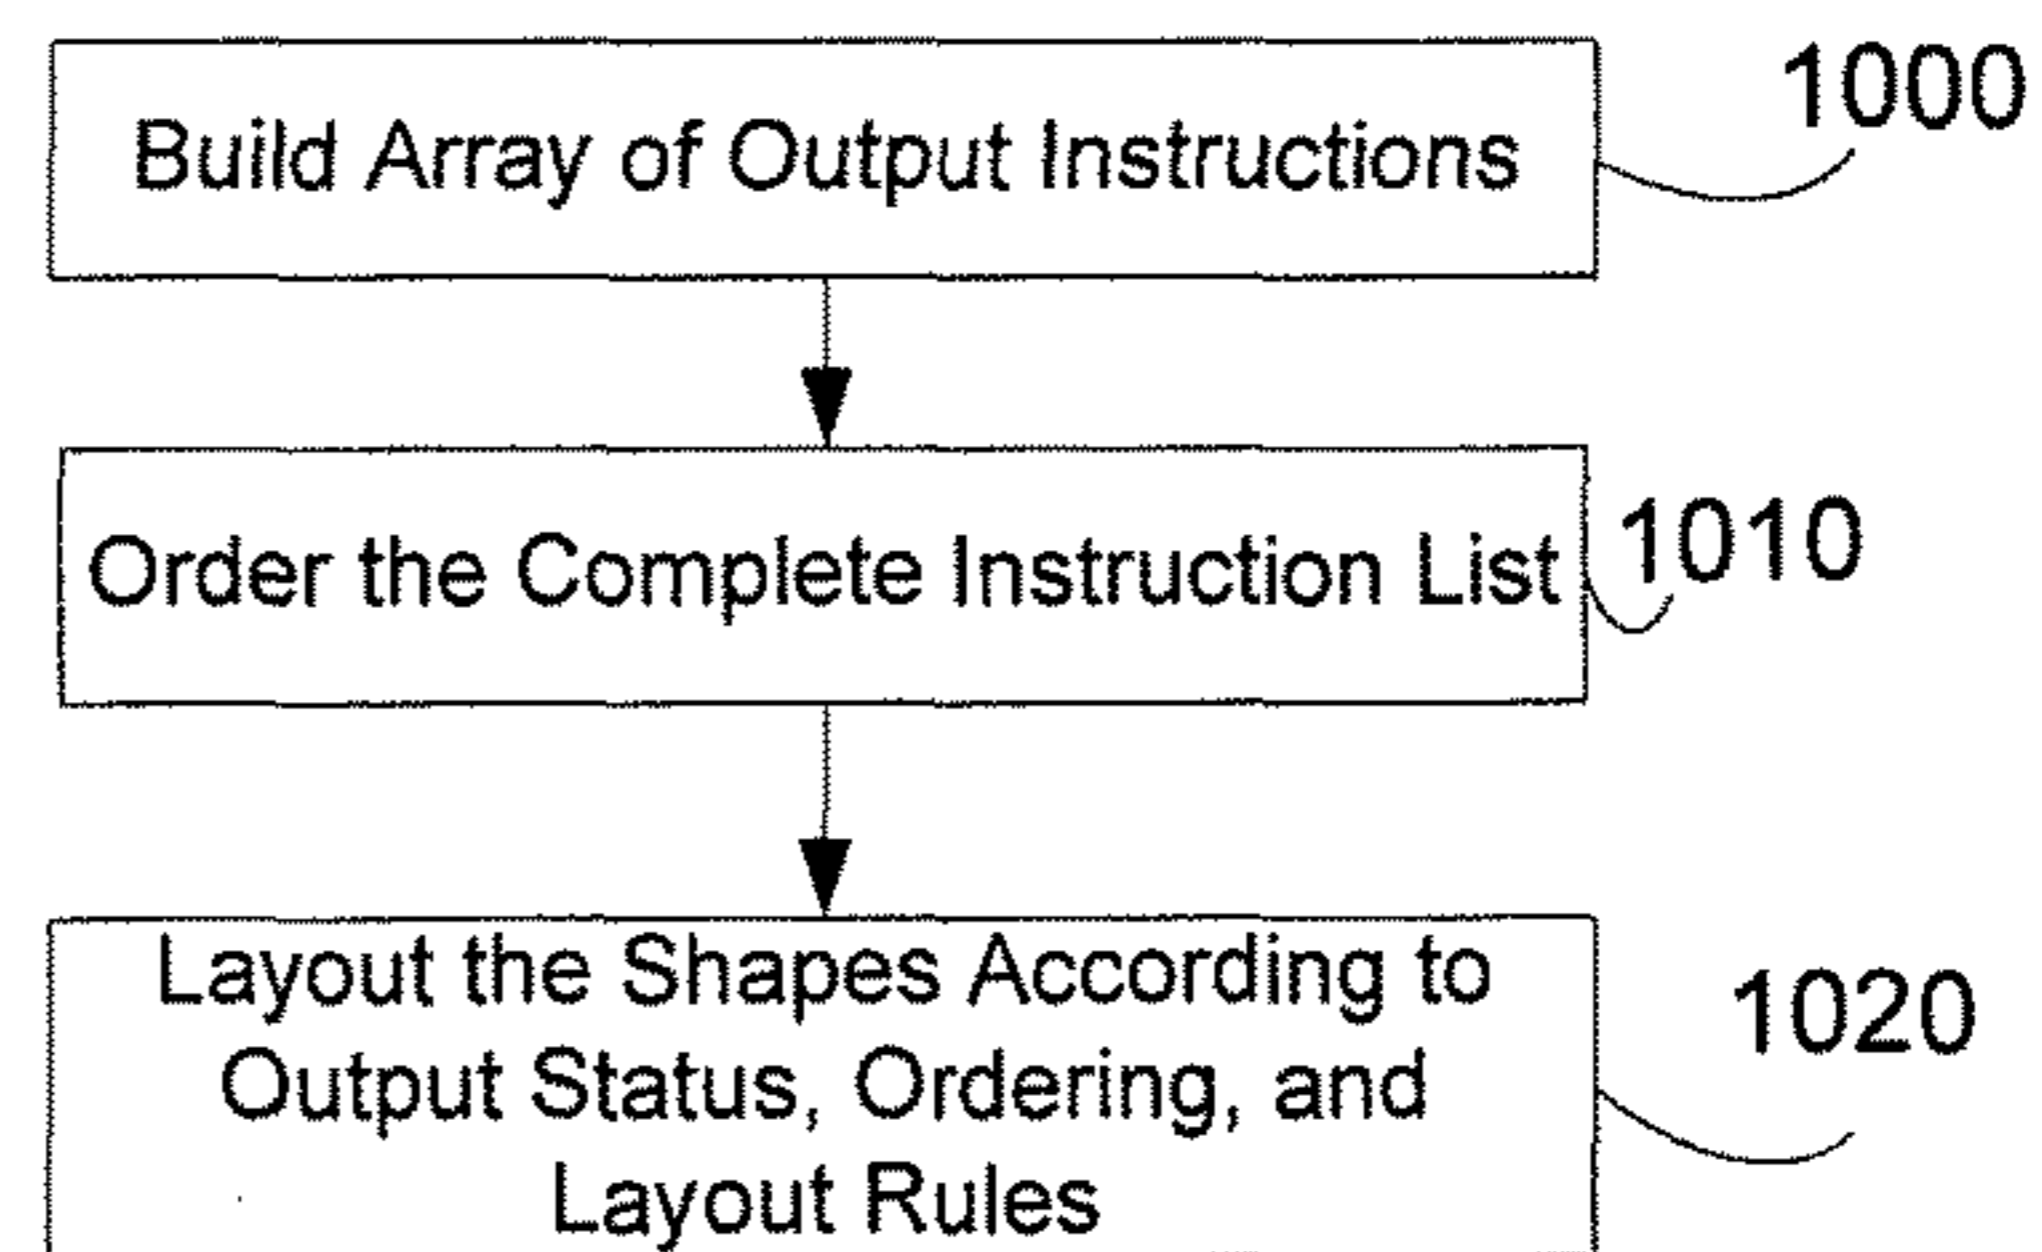 1000
Build Array of Output Instructions
1010
Order the Complete Instruction List
Layout the Shapes According to
1020
Output Status, Ordering, and
Layout Rules